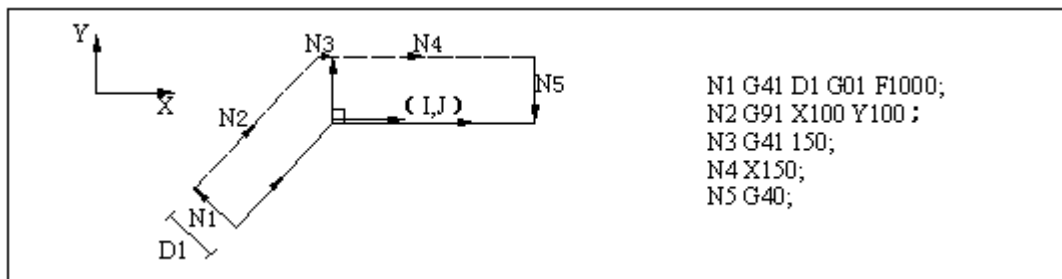 Y
X
N3
N4
N5
N2
( I,J )
N1
D1
N1 G41 D1 G01 F1000;
N2 G91 X100 Y100 ;
N3 G41 150;
N4 X150;
N5 G40;